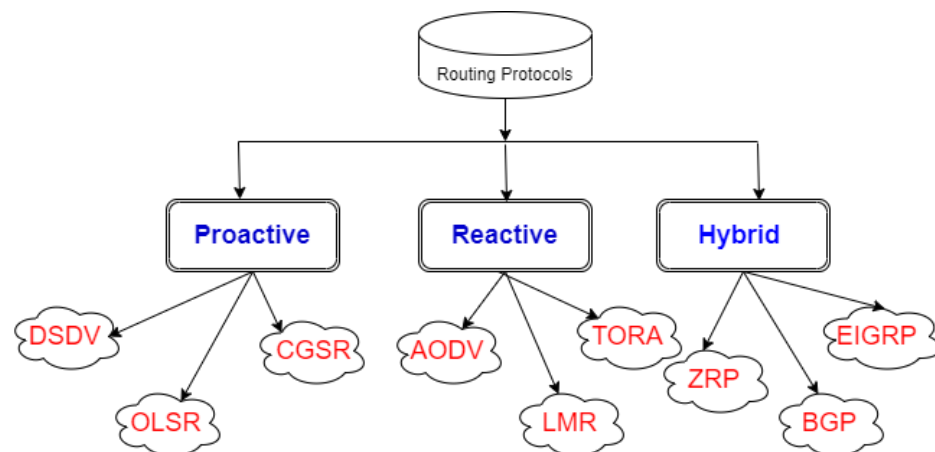 Routing Protocols
Proactive
Reactive
Hybrid
DSDV
OLSR
CGSR
AODV
LMR
TORA
ZRP
BGP
EIGRP